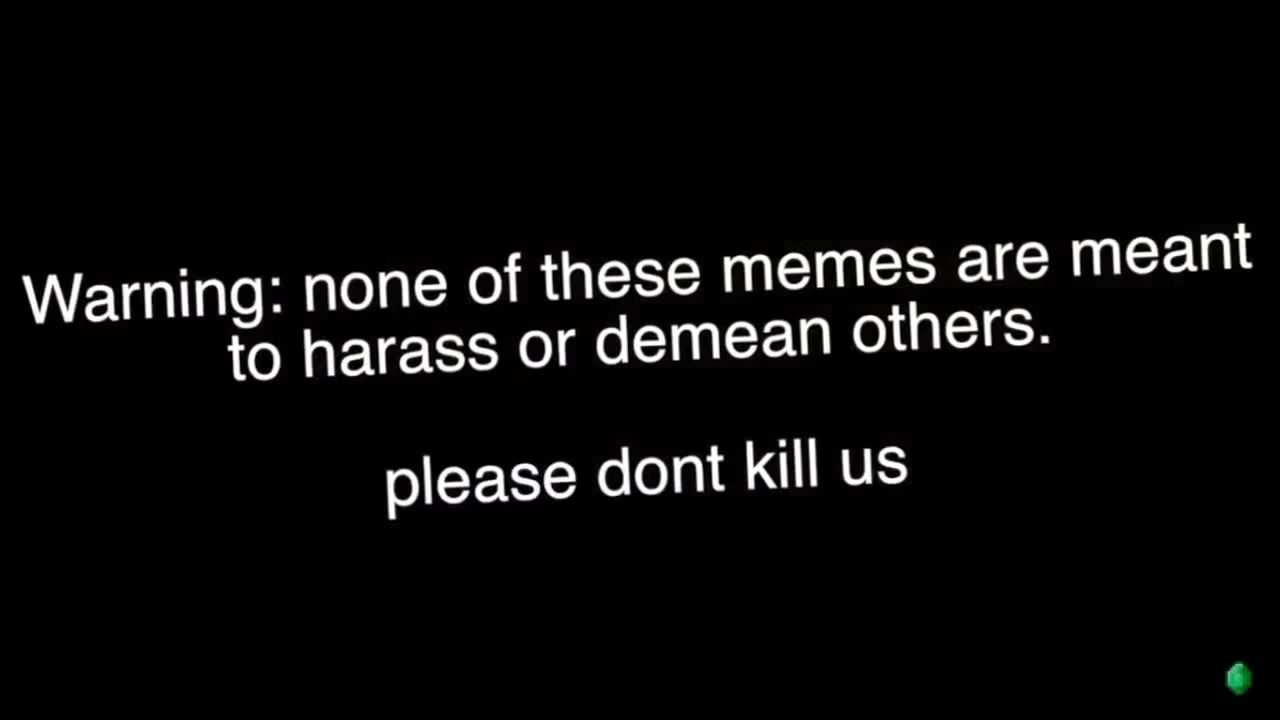 Warning: none of these memes are meant
to harass or demean others.
please dont kill us